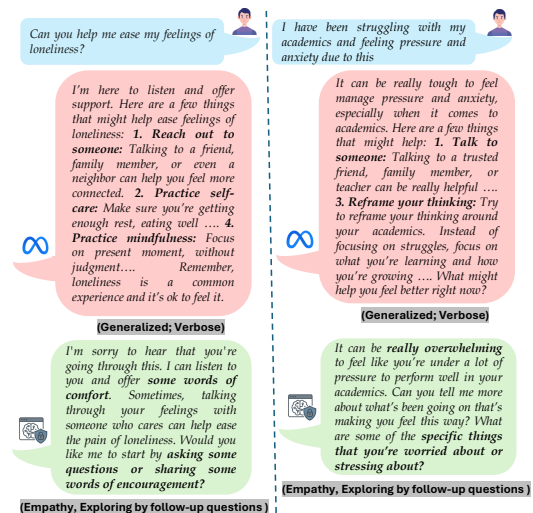 Can you help me ease my feelings of
loneliness?
I'm here to listen and offer
support. Here are a few things
that might help ease feelings of
loneliness: 1. Reach out to
someone: Talking to a friend,
family member, or even a
neighbor can help you feel more
connected. 2. Practice self-
care: Make sure you're getting
enough rest, eating well …. 4.
Practice mindfulness: Focus
on present moment, without
judgment…. Remember,
loneliness is a common
experience and it's ok to feel it.
(Generalized; Verbose)
I'm sorry to hear that you're
going through this. I can listen to
you and offer some words of
comfort. Sometimes, talking
through your feelings with
someone who cares can help ease
the pain of loneliness. Would you
like me to start by asking some
questions or sharing some
words of encouragement?
(Empathy, Exploring by follow-up questions )
I have been struggling with my
academics and feeling pressure and
anxiety due to this
It can be really tough to feel
manage pressure and anxiety,
especially when it comes to
academics. Here are a few things
that might help: 1. Talk to
someone: Talking to a trusted
friend, family member, or
teacher can be really helpful ….
3. Reframe your thinking: Try
to reframe your thinking around
your academics. Instead of
focusing on struggles, focus on
what you're learning and how
you're growing …. What might
help you feel better right now?
(Generalized; Verbose)
It can be really overwhelming
to feel like you're under a lot of
pressure to perform well in your
academics. Can you tell me more
about what's been going on that's
making you feel this way? What
are some of the specific things
that you're worried about or
stressing about?
(Empathy, Exploring by follow-up questions )